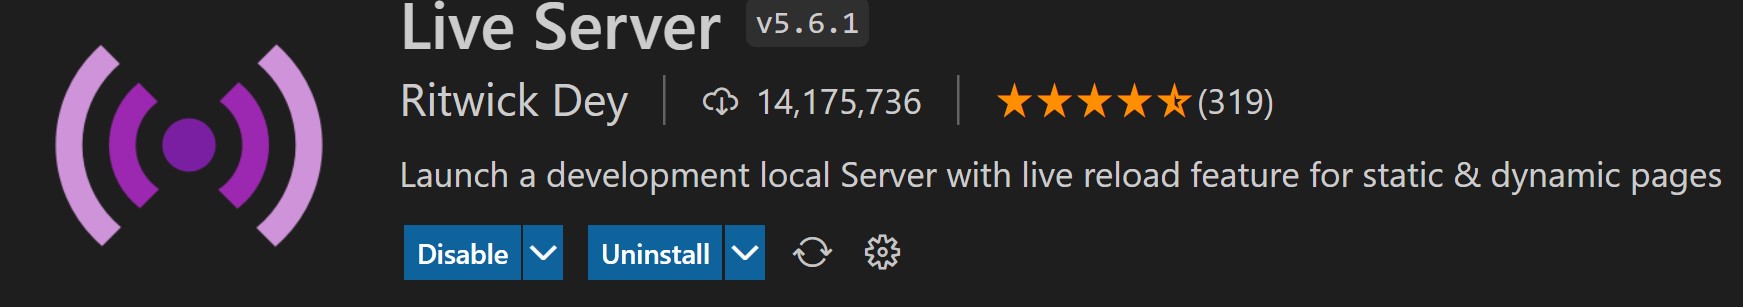 Live Server v5.6.1
Ritwick Dey 14,175,736 (319)
Launch a development local Server with live reload feature for static & dynamic pages
Disable Uninstall